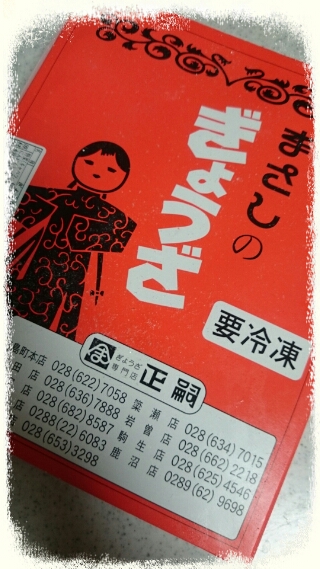 まさしの
ぎょうざ
要冷凍
ぎょうざ
専門店
正嗣
島町本店 028(622)7058
田 店 028(636)7888
店 028(682)8587
店 0288(22)6083
028(653)3298
簗瀬店 028(634)7015
岩曽店 028(662)2218
駒生店 028(625)4546
鹿沼店 0289(62)9698